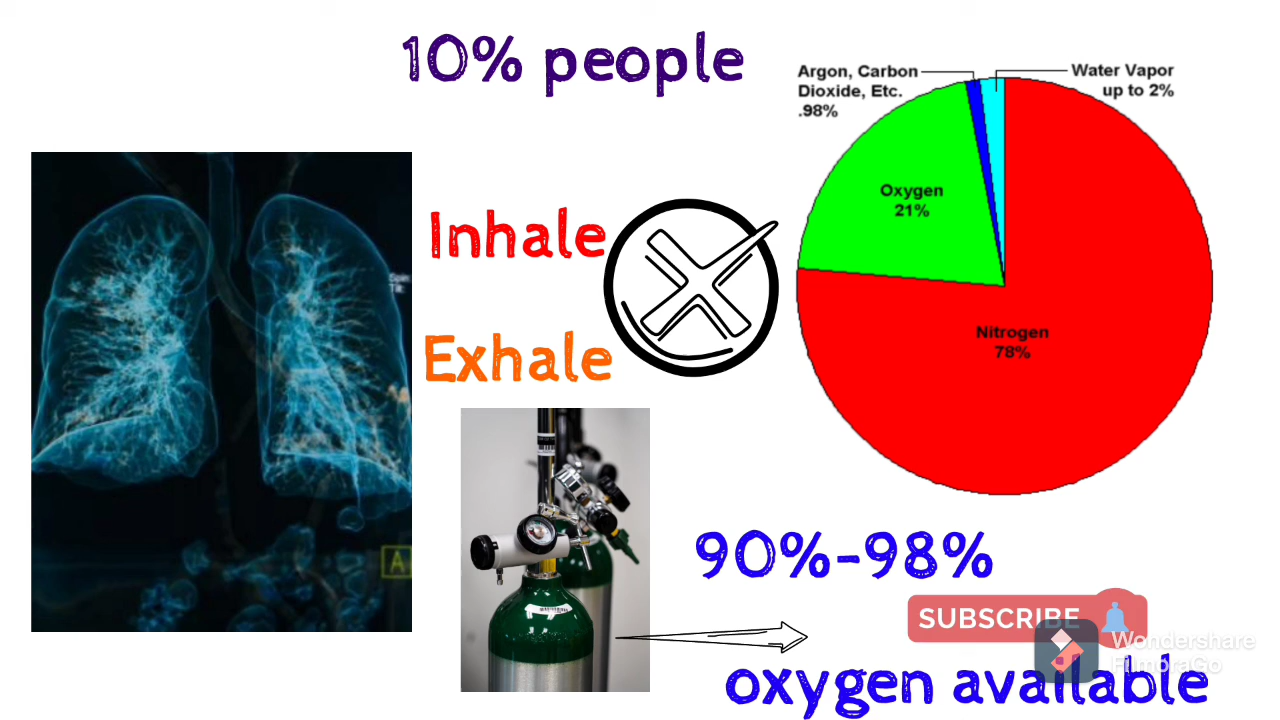 10% people
Argon, Carbon
Dioxide, Etc.
.98%
Water Vapor
up to 2%
Oxygen
21%
Nitrogen
78%
Inhale
Exhale
90%-98%
SUBSCRIBE
Wondershare
FilmoraGo
oxygen available